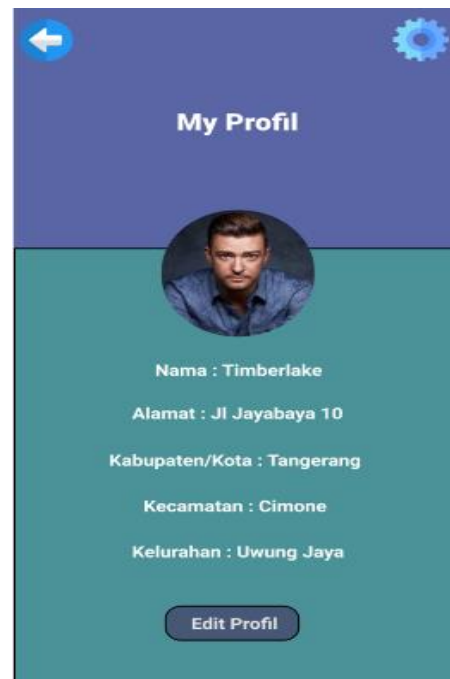 My Profil
Nama : Timberlake
Alamat : Jl Jayabaya 10
Kabupaten/Kota : Tangerang
Kecamatan : Cimone
Kelurahan : Uwung Jaya
Edit Profil